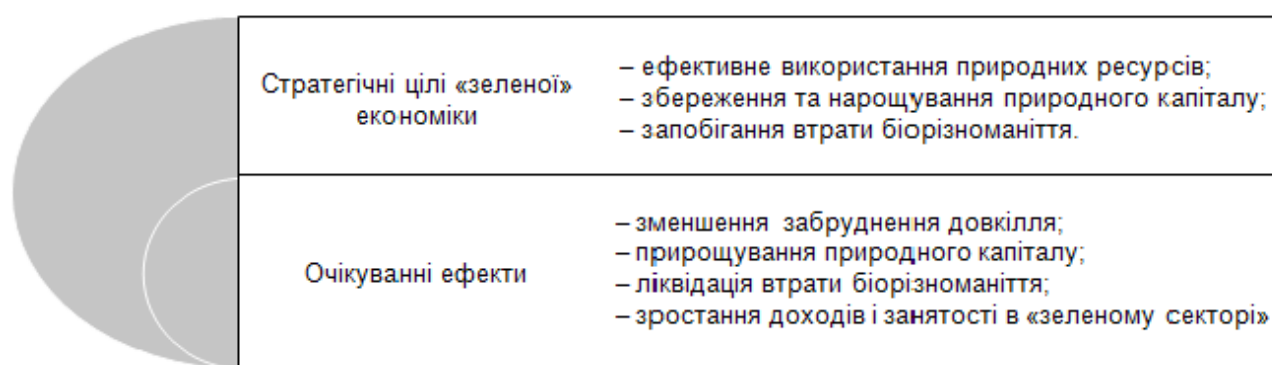 Стратегічні цілі «зеленої»
економіки
– ефективне використання природних ресурсів;
– збереження та нарощування природного капіталу;
– запобігання втрати біорізноманіття.
Очікуванні ефекти
– зменшення забруднення довкілля;
– прирощування природного капіталу;
– ліквідація втрати біорізноманіття;
– зростання доходів і занятості в «зеленому секторі»